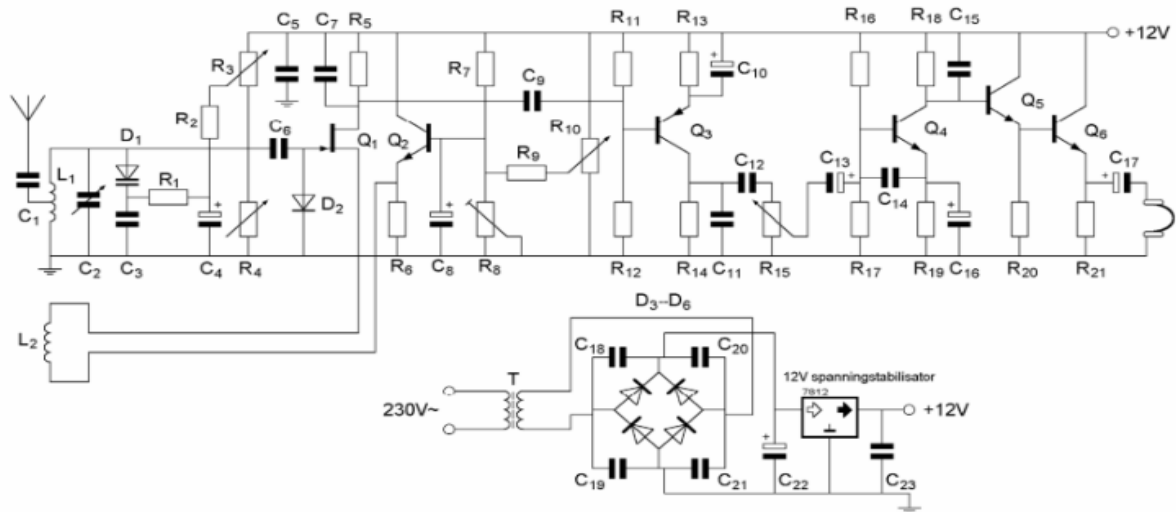 C5 C7 R5 R11 R13 R16 R18 C15
+12V
R3 R7 C9 + C10
R2 R10 Q5
D1 C6 Q1 Q2 Q3 Q4 Q6
L1 R1 R9 C12 C13 C17
C1 + D2 + + C14 + +
C2 C3 C4 R4 R6 C8 R8 R12 R14 C11 R15 R17 R19 C16 R20 R21
D3--D6
L2 C18 C20
T 12V spanningstabilisator
7812
230V~ +12V
+
C19 C21 C22 C23